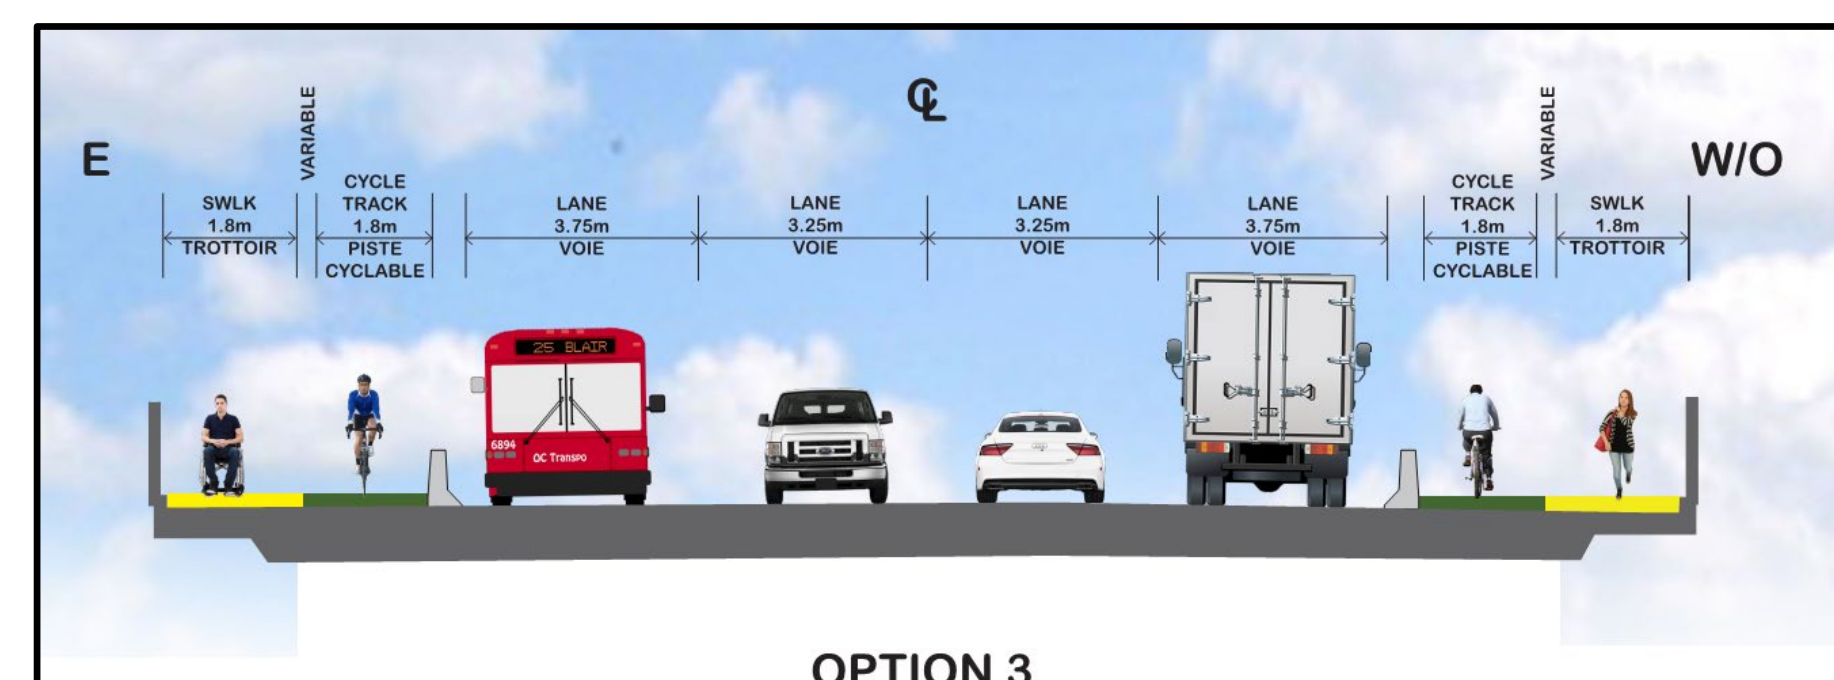 ℄
E
W/O
VARIABLE
SWLK
1.8m
TROTTOIR
CYCLE
TRACK
1.8m
PISTE
CYCLABLE
LANE
3.75m
VOIE
LANE
3.25m
VOIE
LANE
3.25m
VOIE
LANE
3.75m
VOIE
CYCLE
TRACK
1.8m
PISTE
CYCLABLE
VARIABLE
SWLK
1.8m
TROTTOIR
25 BLAIR
6894
OC Transpo
OPTION 3